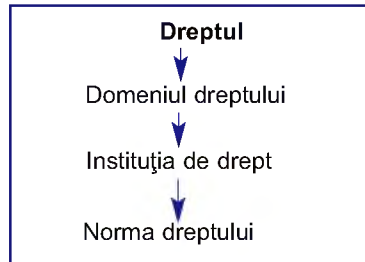 Dreptul
Domeniul dreptului
Instituţia de drept
Norma dreptului